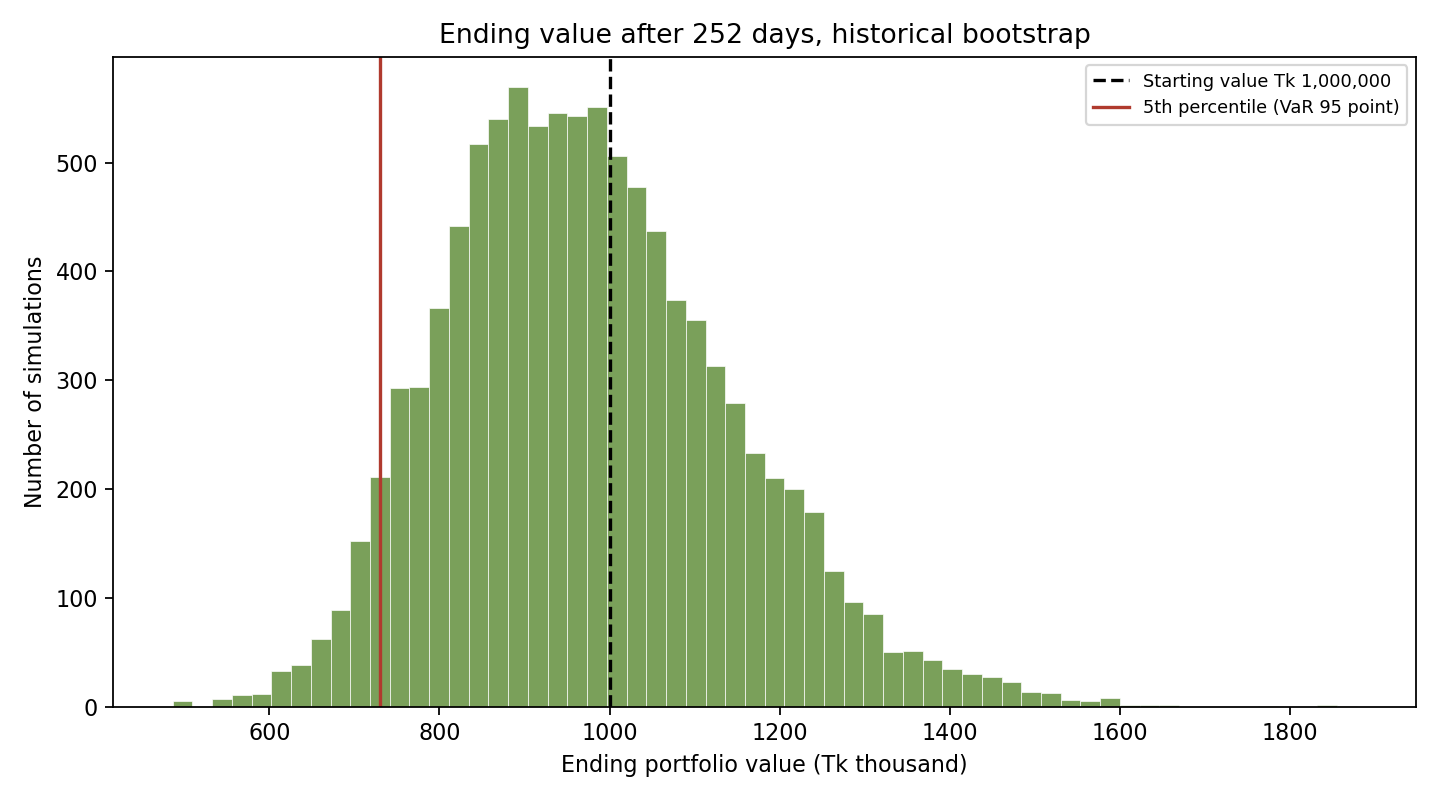 Ending value after 252 days, historical bootstrap
Starting value Tk 1,000,000
5th percentile (VaR 95 point)
Number of simulations
500
400
300
200
100
0
600 800 1000 1200 1400 1600 1800
Ending portfolio value (Tk thousand)